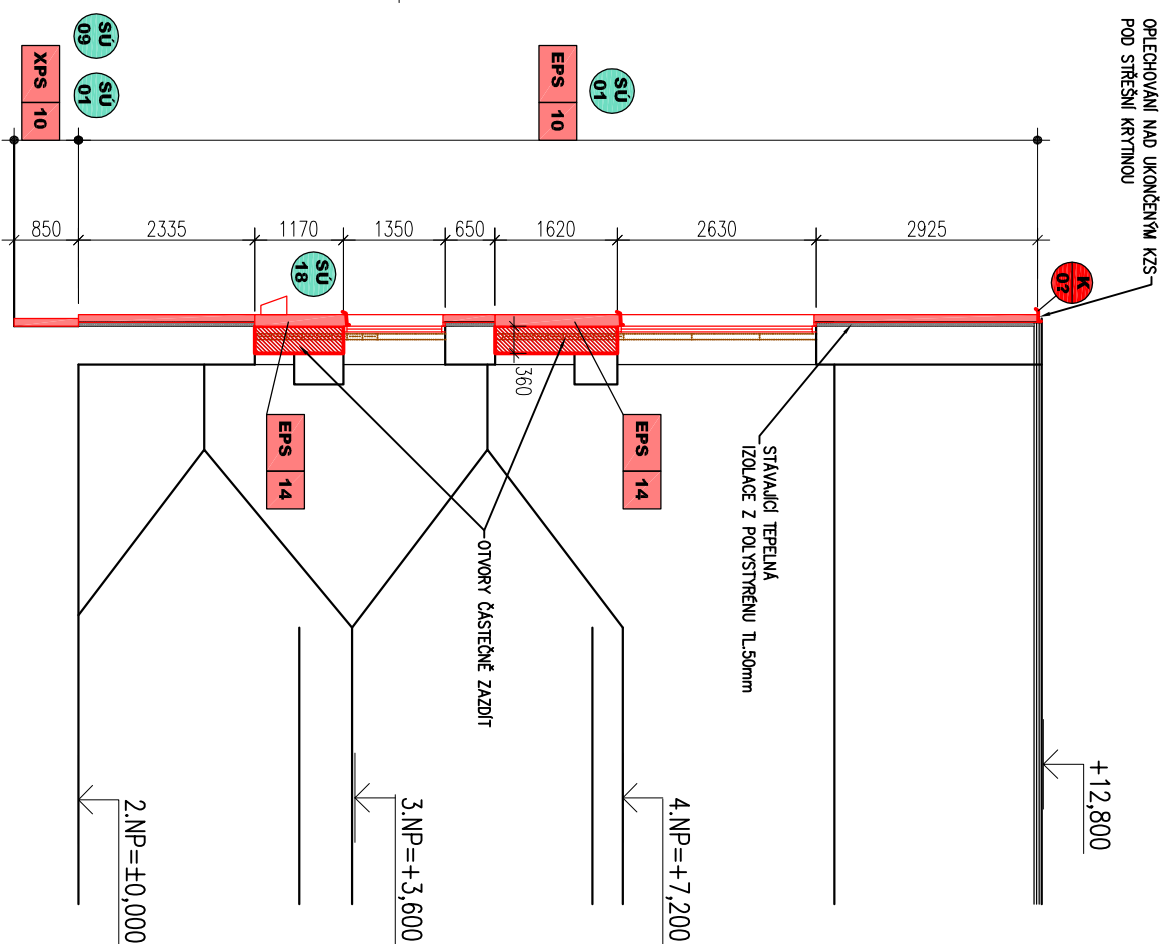 OPLECHOVÁNÍ NAD UKONČENÝM KZS
POD STŘEŠNÍ KRYTINOU
K
02
SÚ
01
EPS 10
SÚ
09
SÚ
01
XPS 10
850
2335
1170
1350
650
1620
2630
2925
SÚ
18
360
EPS 14
EPS 14
STÁVAJÍCÍ TEPELNÁ
IZOLACE Z POLYSTYRÉNU TL.50mm
OTVORY ČÁSTEČNĚ ZAZDÍT
+12,800
4.NP=+7,200
3.NP=+3,600
2.NP=±0,000